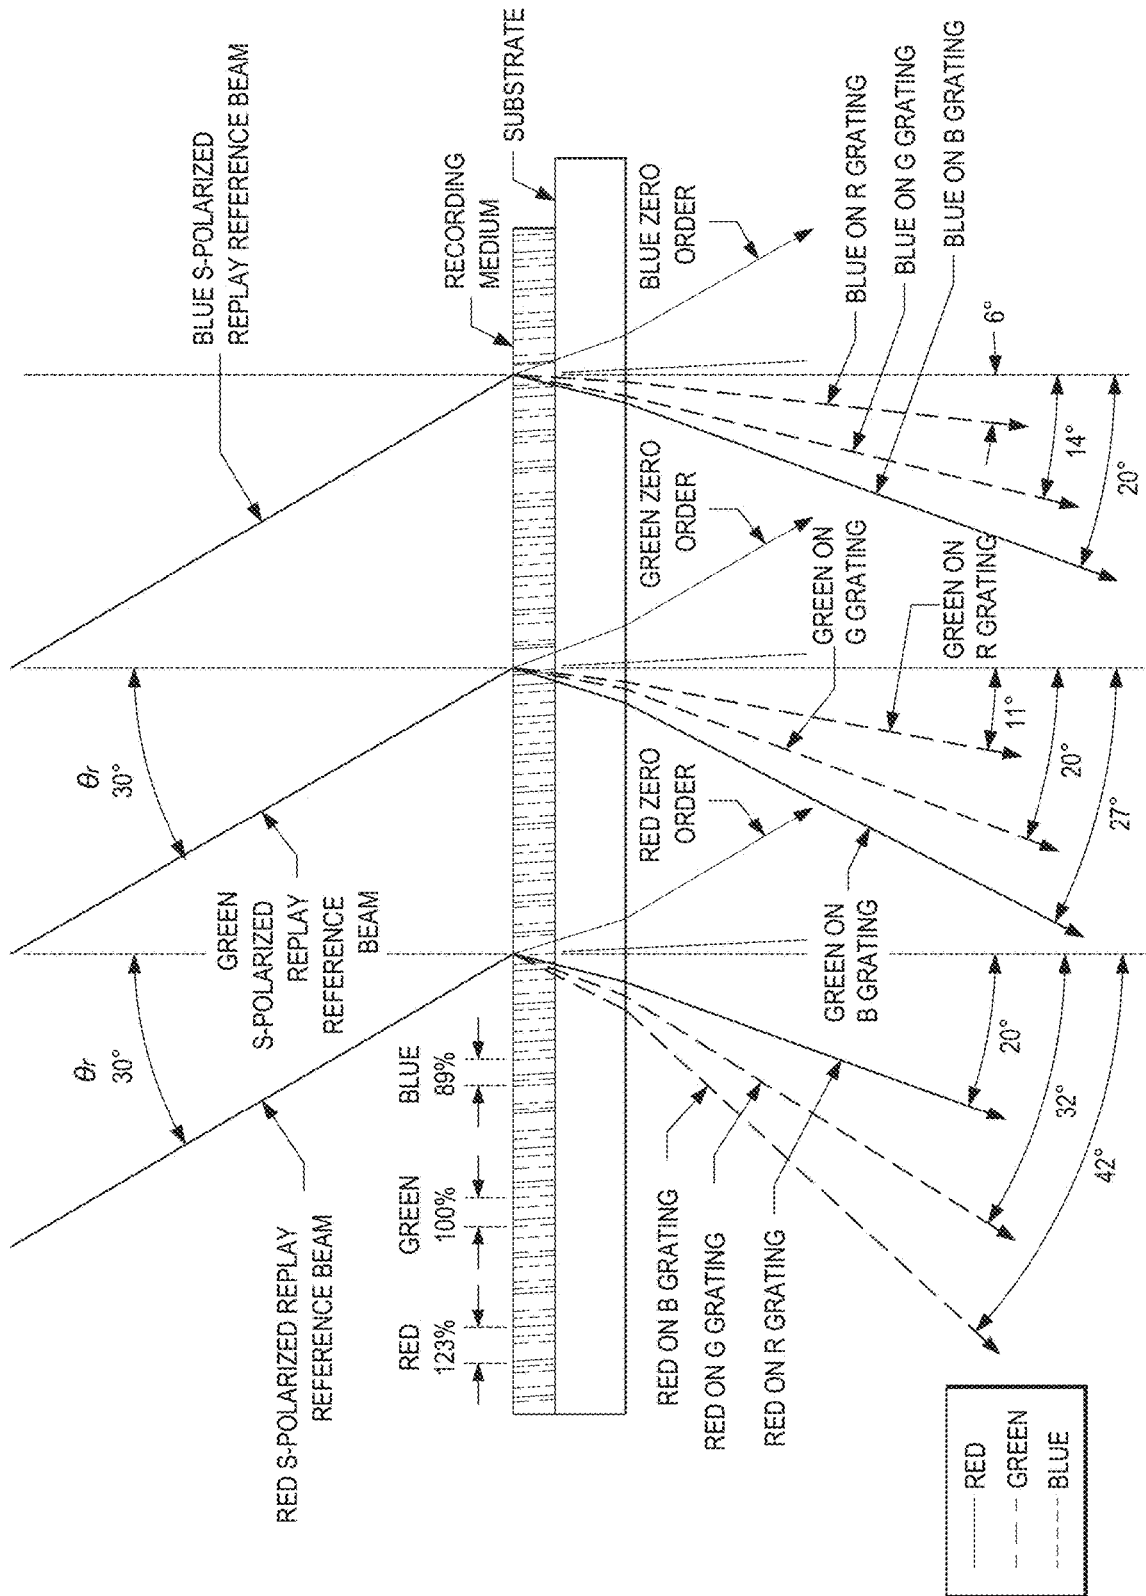 BLUE S-POLARIZED
REPLAY REFERENCE BEAM
θr
30°
θr
30°
GREEN
S-POLARIZED
REPLAY
REFERENCE
BEAM
RED S-POLARIZED REPLAY
REFERENCE BEAM
RED
123%
GREEN
100%
BLUE
89%
RECORDING
MEDIUM
SUBSTRATE
RED ZERO
ORDER
GREEN ZERO
ORDER
BLUE ZERO
ORDER
RED ON B GRATING
RED ON G GRATING
RED ON R GRATING
20°
32°
42°
GREEN ON
B GRATING
GREEN ON
G GRATING
GREEN ON
R GRATING
11°
20°
27°
BLUE ON R GRATING
BLUE ON G GRATING
BLUE ON B GRATING
6°
14°
20°
RED
GREEN
BLUE